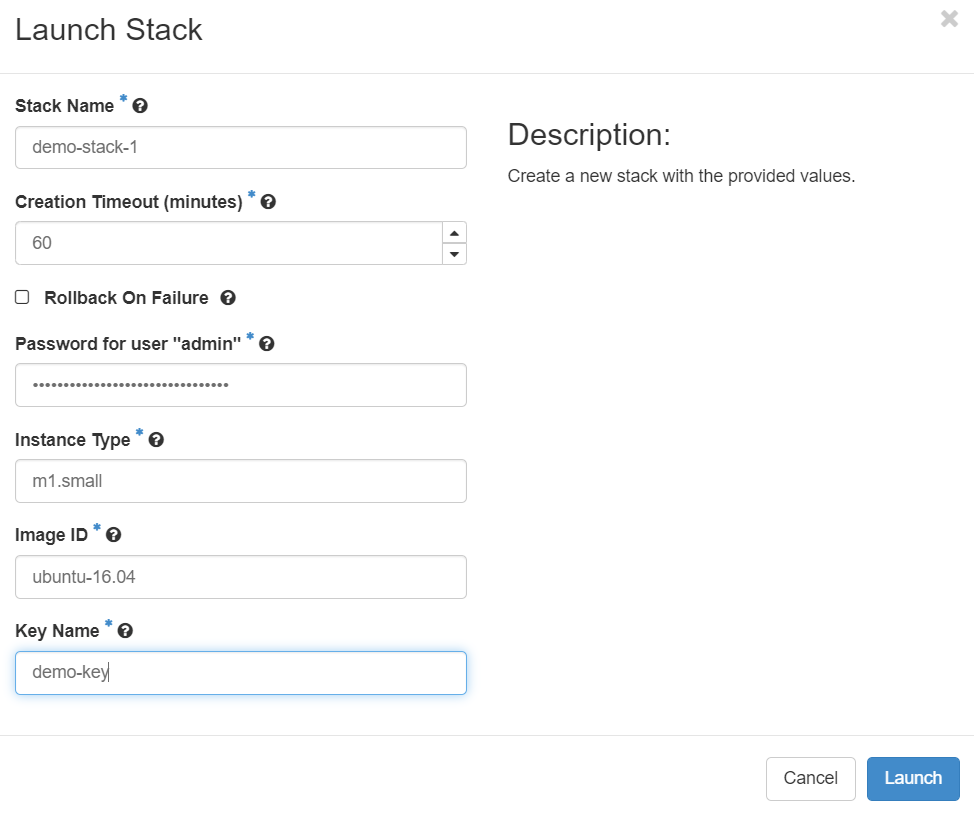 Launch Stack
Stack Name *
demo-stack-1
Creation Timeout (minutes) *
60
Rollback On Failure
Password for user "admin" *
••••••••••••••••••••••••••••••••
Instance Type *
m1.small
Image ID *
ubuntu-16.04
Key Name *
demo-key
Description:
Create a new stack with the provided values.
Cancel
Launch